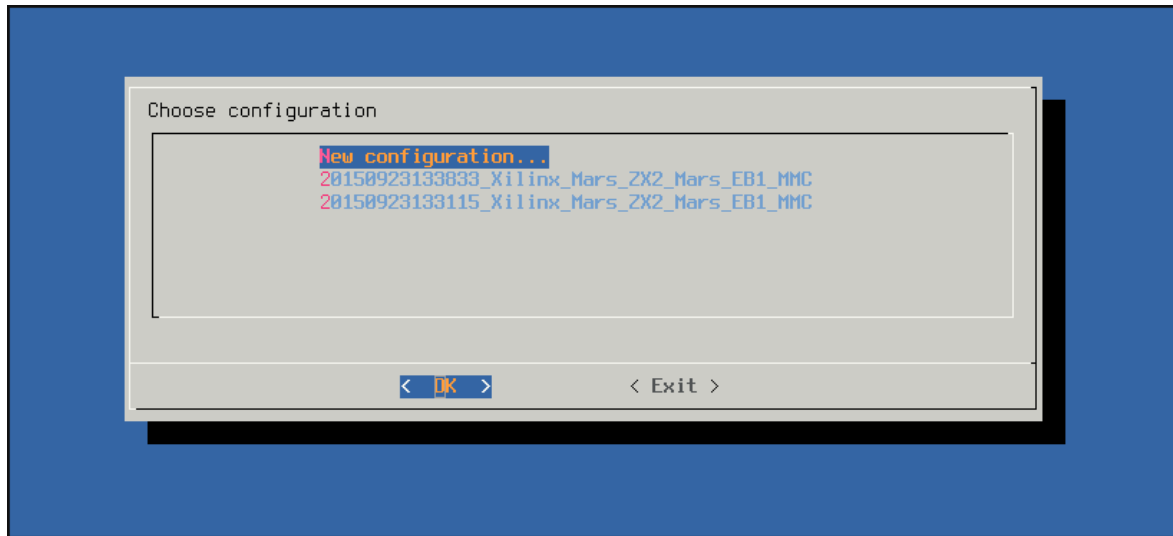 Choose configuration
New configuration...
20150923133833_Xilinx_Mars_ZX2_Mars_EB1_MMC
20150923133115_Xilinx_Mars_ZX2_Mars_EB1_MMC
< OK > < Exit >